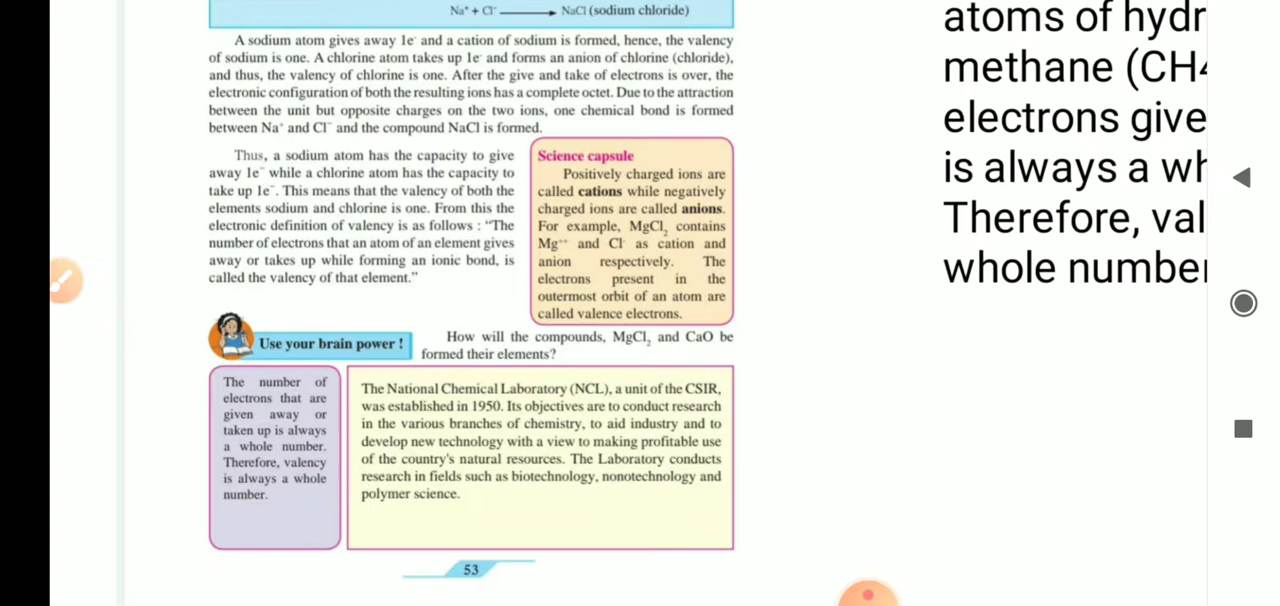 Na⁺ + Cl⁻ ⟶ NaCl (sodium chloride)
A sodium atom gives away 1e⁻ and a cation of sodium is formed, hence, the valency
of sodium is one. A chlorine atom takes up 1e⁻ and forms an anion of chlorine (chloride),
and thus, the valency of chlorine is one. After the give and take of electrons is over, the
electronic configuration of both the resulting ions has a complete octet. Due to the attraction
between the unit but opposite charges on the two ions, one chemical bond is formed
between Na⁺ and Cl⁻ and the compound NaCl is formed.
Thus, a sodium atom has the capacity to give
away 1e⁻ while a chlorine atom has the capacity to
take up 1e⁻. This means that the valency of both the
elements sodium and chlorine is one. From this the
electronic definition of valency is as follows : "The
number of electrons that an atom of an element gives
away or takes up while forming an ionic bond, is
called the valency of that element."
Science capsule
Positively charged ions are
called cations while negatively
charged ions are called anions.
For example, MgCl₂ contains
Mg⁺⁺ and Cl⁻ as cation and
anion respectively. The
electrons present in the
outermost orbit of an atom are
called valence electrons.
Use your brain power !
How will the compounds, MgCl₂ and CaO be
formed their elements?
The number of
electrons that are
given away or
taken up is always
a whole number.
Therefore, valency
is always a whole
number.
The National Chemical Laboratory (NCL), a unit of the CSIR,
was established in 1950. Its objectives are to conduct research
in the various branches of chemistry, to aid industry and to
develop new technology with a view to making profitable use
of the country's natural resources. The Laboratory conducts
research in fields such as biotechnology, nonotechnology and
polymer science.
53
atoms of hydr
methane (CH4
electrons give
is always a wh
Therefore, val
whole number